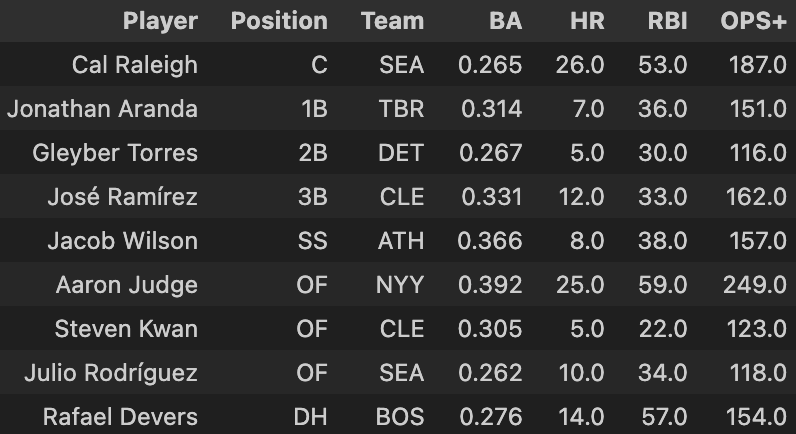 Player Position Team BA HR RBI OPS+
Cal Raleigh C SEA 0.265 26.0 53.0 187.0
Jonathan Aranda 1B TBR 0.314 7.0 36.0 151.0
Gleyber Torres 2B DET 0.267 5.0 30.0 116.0
José Ramírez 3B CLE 0.331 12.0 33.0 162.0
Jacob Wilson SS ATH 0.366 8.0 38.0 157.0
Aaron Judge OF NYY 0.392 25.0 59.0 249.0
Steven Kwan OF CLE 0.305 5.0 22.0 123.0
Julio Rodríguez OF SEA 0.262 10.0 34.0 118.0
Rafael Devers DH BOS 0.276 14.0 57.0 154.0